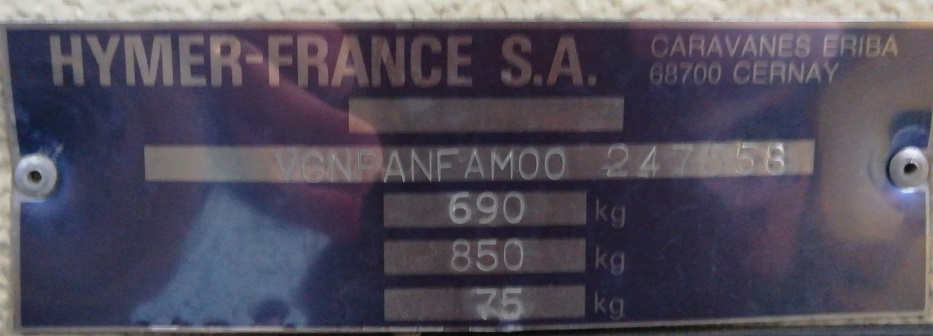 HYMER-FRANCE S.A.
CARAVANES ERIBA
68700 CERNAY
VGNPANFAM00 247558
690 kg
850 kg
75 kg